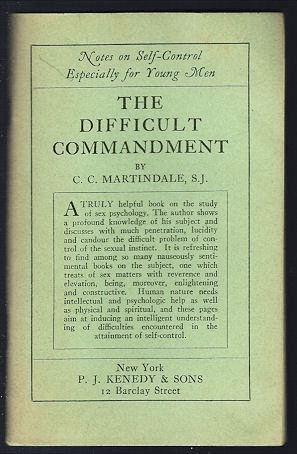 Notes on Self-Control
Especially for Young Men
THE
DIFFICULT
COMMANDMENT
BY
C. C. MARTINDALE, S.J.
A TRULY helpful book on the study
of sex psychology. The author shows
a profound knowledge of his subject and
discusses with much penetration, lucidity
and candour the difficult problem of con-
trol of the sexual instinct. It is refreshing
to find among so many nauseously senti-
mental books on the subject, one which
treats of sex matters with reverence and
elevation, being, moreover, enlightening
and constructive. Human nature needs
intellectual and psychologic help as well
as physical and spiritual, and these pages
aim at inducing an intelligent understand-
ing of difficulties encountered in the
attainment of self-control.
New York
P. J. KENEDY & SONS
12 Barclay Street